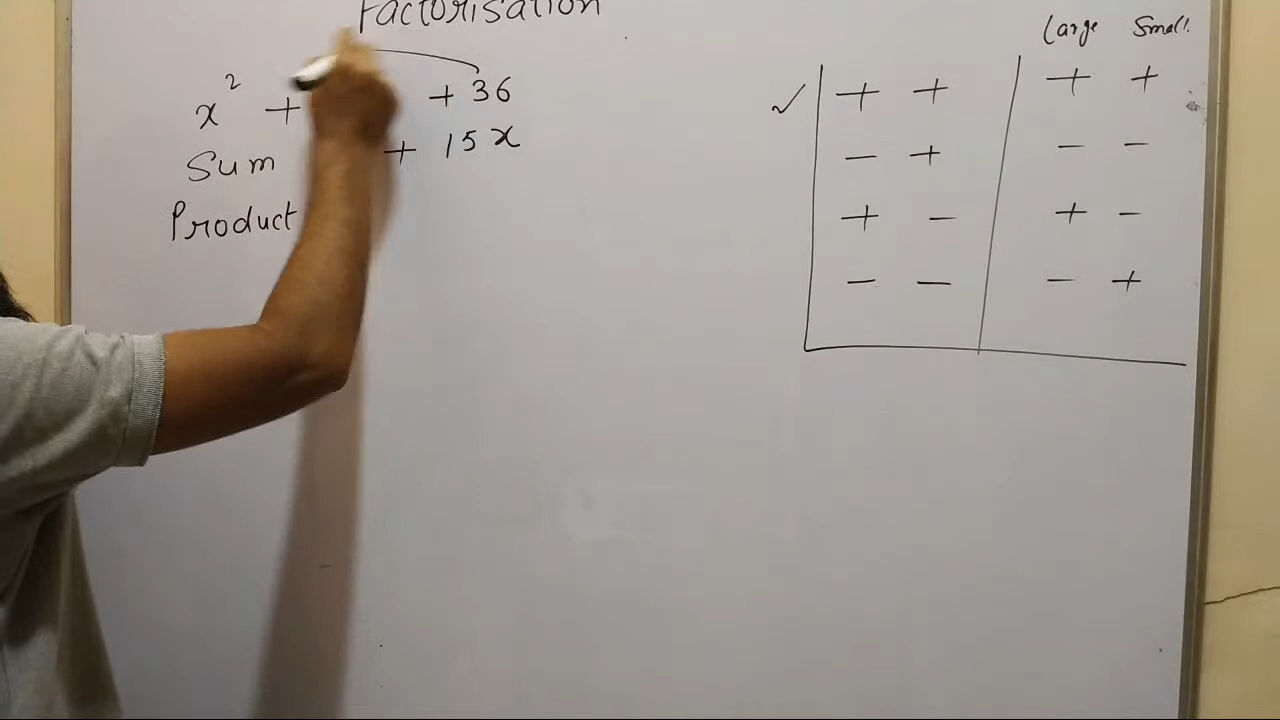 Factorisation
x² + + 36
Sum + 15x
Product
Large Small
✓ + + + +
- + - -
+ - + -
- - - +